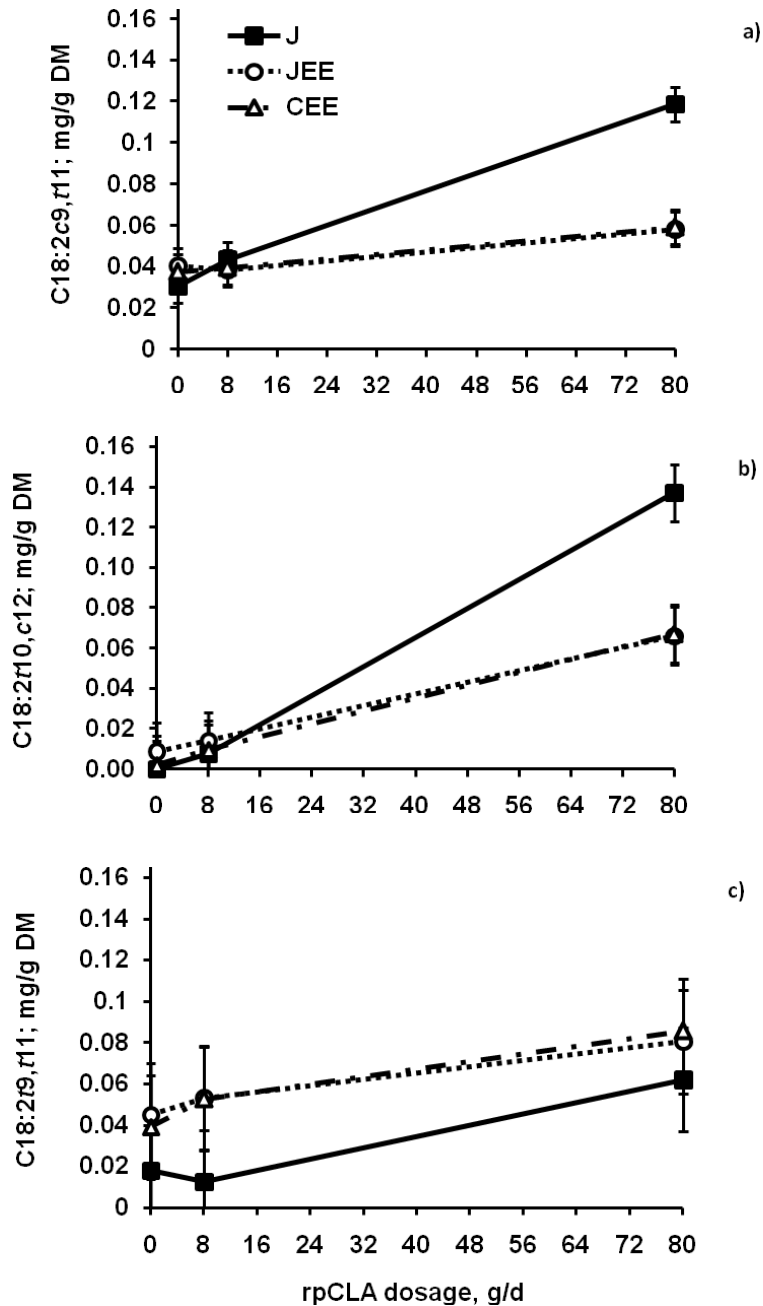 a)
C18:2c9,t11; mg/g DM
0.16
0.14
0.12
0.1
0.08
0.06
0.04
0.02
0
J
JEE
CEE
0 8 16 24 32 40 48 56 64 72 80
b)
C18:2t10,c12; mg/g DM
0.16
0.14
0.12
0.10
0.08
0.06
0.04
0.02
0.00
0 8 16 24 32 40 48 56 64 72 80
c)
C18:2t9,t11; mg/g DM
0.16
0.14
0.12
0.1
0.08
0.06
0.04
0.02
0
0 8 16 24 32 40 48 56 64 72 80
rpCLA dosage, g/d